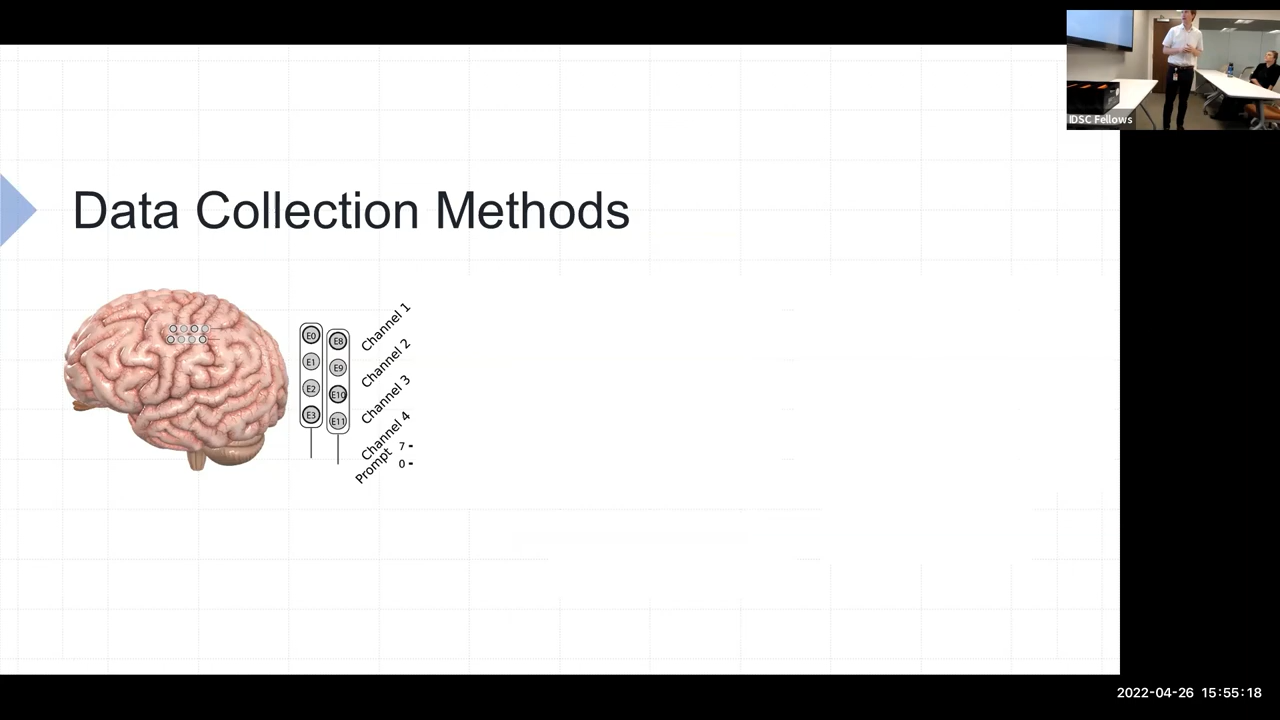 IDSC Fellows
Data Collection Methods
E0
E8
E1
E9
E2
E10
E3
E11
Channel 1
Channel 2
Channel 3
Channel 4
Prompt
7
0
2022-04-26 15:55:18